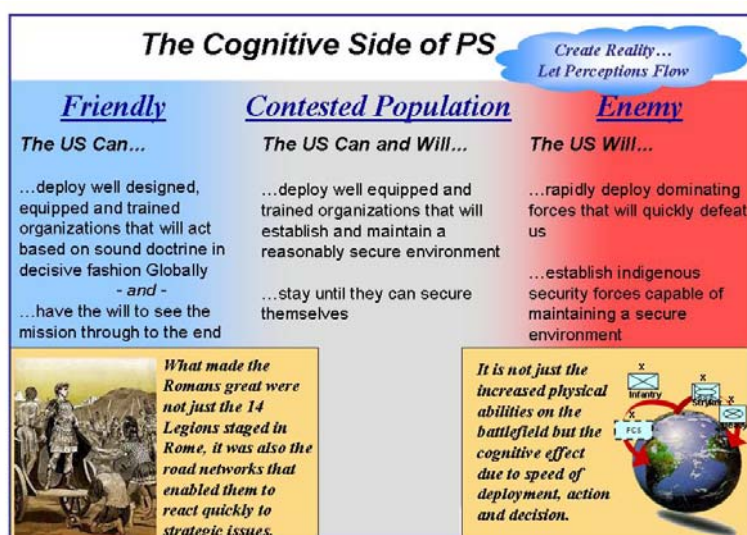 The Cognitive Side of PS
Create Reality...
Let Perceptions Flow
Friendly
The US Can...
...deploy well designed,
equipped and trained
organizations that will act
based on sound doctrine in
decisive fashion Globally
- and -
...have the will to see the
mission through to the end
Contested Population
The US Can and Will...
...deploy well equipped and
trained organizations that will
establish and maintain a
reasonably secure environment
...stay until they can secure
themselves
Enemy
The US Will...
...rapidly deploy dominating
forces that will quickly defeat
us
...establish indigenous
security forces capable of
maintaining a secure
environment
What made the
Romans great were
not just the 14
Legions staged in
Rome, it was also the
road networks that
enabled them to
react quickly to
strategic issues.
It is not just the
increased physical
abilities on the
battlefield but the
cognitive effect
due to speed of
deployment, action
and decision.
X
Infantry
X
Stryker
X
X
FCS